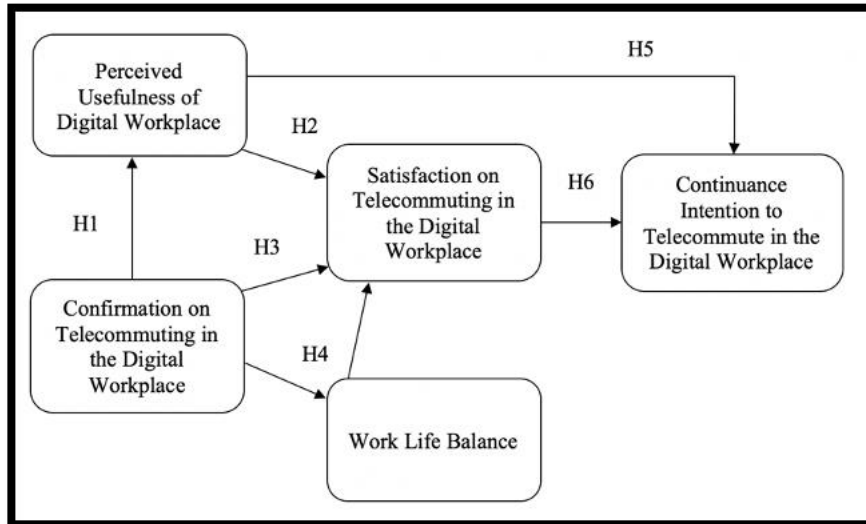 H5
Perceived
Usefulness of
Digital Workplace
H2
Satisfaction on
Telecommuting in
the Digital
Workplace
H6
Continuance
Intention to
Telecommute in the
Digital Workplace
H1
H3
Confirmation on
Telecommuting in
the Digital
Workplace
H4
Work Life Balance